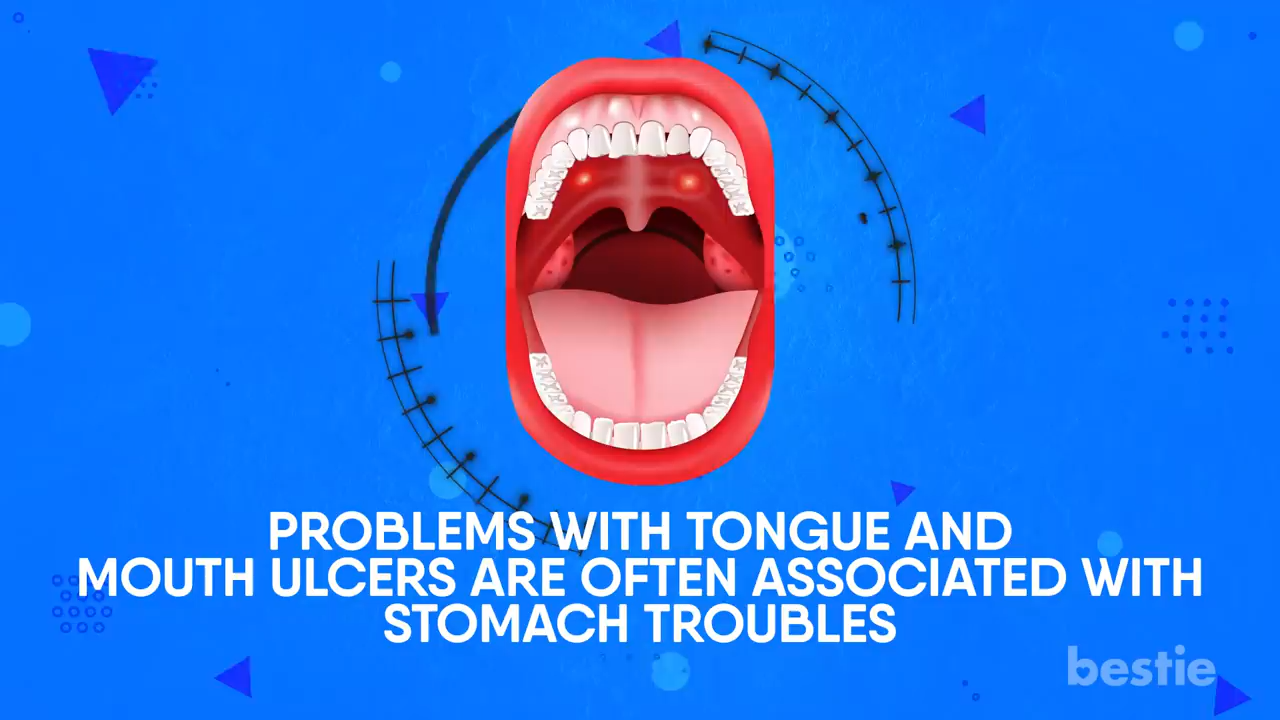 PROBLEMS WITH TONGUE AND
MOUTH ULCERS ARE OFTEN ASSOCIATED WITH
STOMACH TROUBLES
bestie